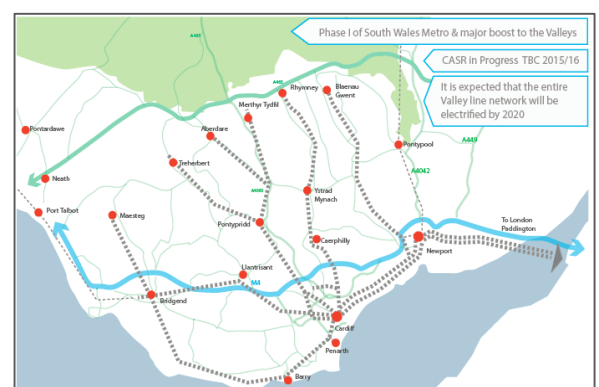 Phase I of South Wales Metro & major boost to the Valleys
CASR in Progress TBC 2015/16
It is expected that the entire
Valley line network will be
electrified by 2020
A465
A465
Rhymney
Blaenau
Gwent
Merthyr Tydfil
Pontardawe
Aberdare
Pontypool
A449
Treherbert
A4042
Neath
Ystrad
Mynach
Port Talbot
Maesteg
Pontypridd
To London
Paddington
Caerphilly
Newport
Llantrisant
M4
Bridgend
Cardiff
Penarth
Barry